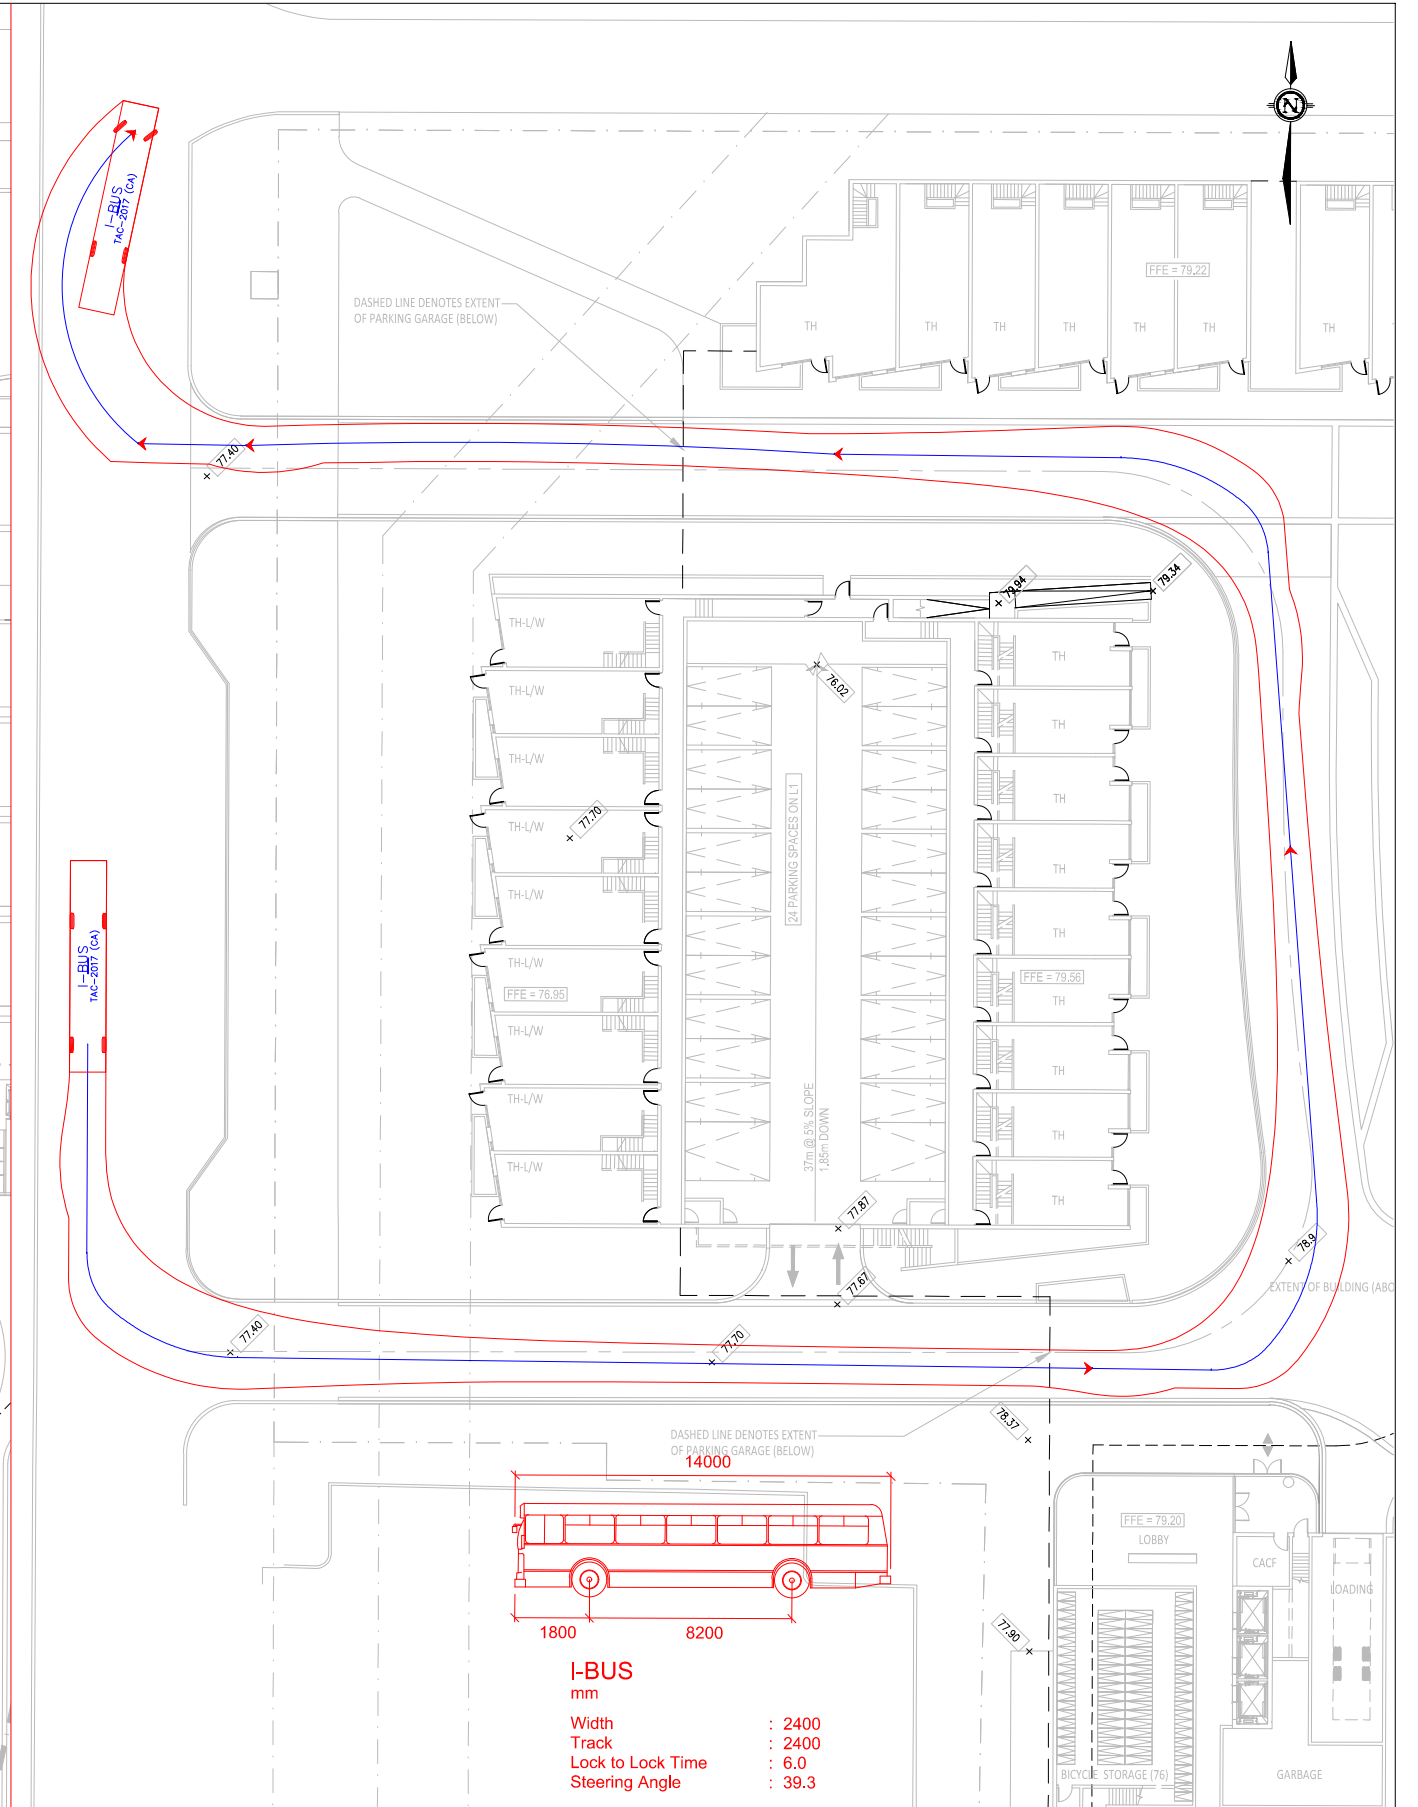 N
I-BUS
TAC-2017 (CA)
FFE = 79.22
DASHED LINE DENOTES EXTENT
OF PARKING GARAGE (BELOW)
TH
TH
TH
TH
TH
TH
TH
77.40
79.94
79.34
TH-L/W
TH
76.02
TH-L/W
TH
TH-L/W
TH
77.70
TH-L/W
24 PARKING SPACES ON L1
TH
TH-L/W
TH
TH-L/W
FFE = 76.95
FFE = 79.56
TH
I-BUS
TAC-2017 (CA)
TH-L/W
TH
TH-L/W
37m @ 5% SLOPE
1.85m DOWN
TH
TH-L/W
TH
77.87
78.9
77.67
EXTENT OF BUILDING (ABO
77.40
77.70
78.37
DASHED LINE DENOTES EXTENT
OF PARKING GARAGE (BELOW)
14000
FFE = 79.20
LOBBY
CACF
LOADING
1800
8200
77.90
I-BUS
mm
Width : 2400
Track : 2400
Lock to Lock Time : 6.0
Steering Angle : 39.3
BICYCLE STORAGE (76)
GARBAGE